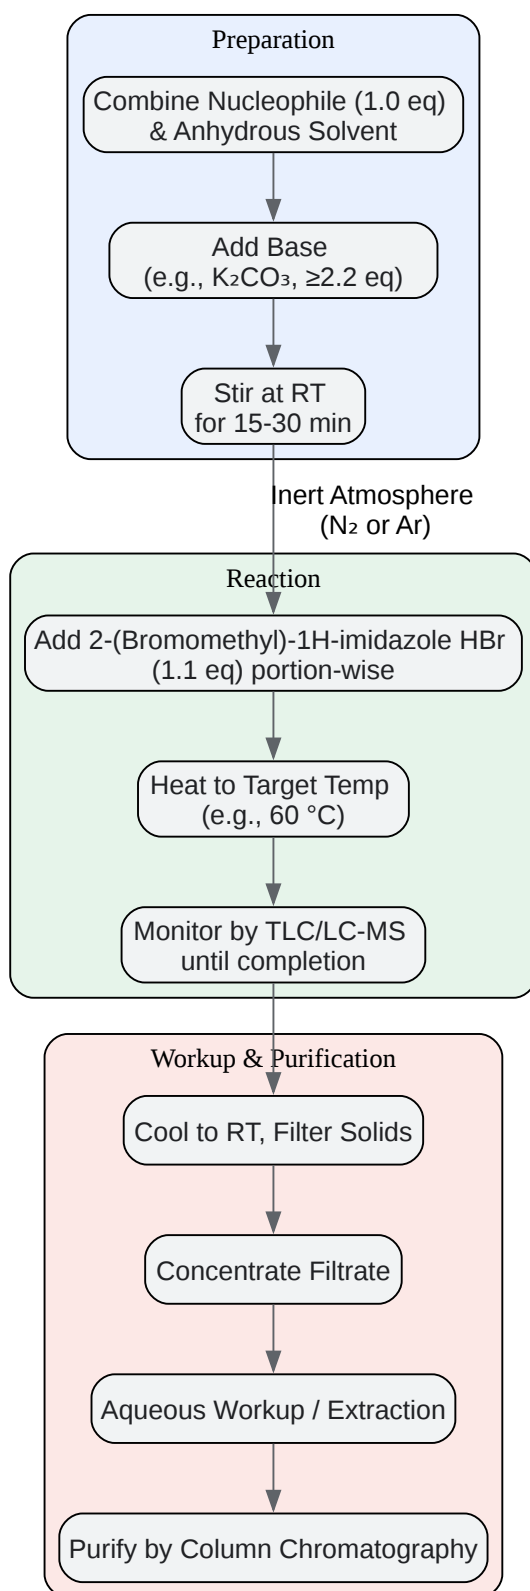 Preparation
Combine Nucleophile (1.0 eq)
& Anhydrous Solvent
Add Base
(e.g., K₂CO₃, ≥2.2 eq)
Stir at RT
for 15-30 min
Inert Atmosphere
(N₂ or Ar)
Reaction
Add 2-(Bromomethyl)-1H-imidazole HBr
(1.1 eq) portion-wise
Heat to Target Temp
(e.g., 60 °C)
Monitor by TLC/LC-MS
until completion
Workup & Purification
Cool to RT, Filter Solids
Concentrate Filtrate
Aqueous Workup / Extraction
Purify by Column Chromatography